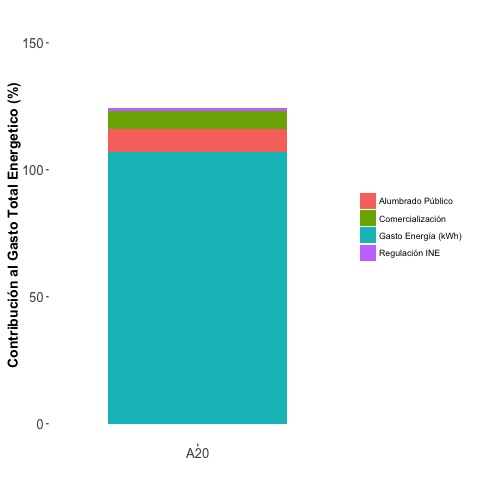 Contribución al Gasto Total Energetico (%)
150
100
50
0
A20
Alumbrado Público
Comercialización
Gasto Energía (kWh)
Regulación INE